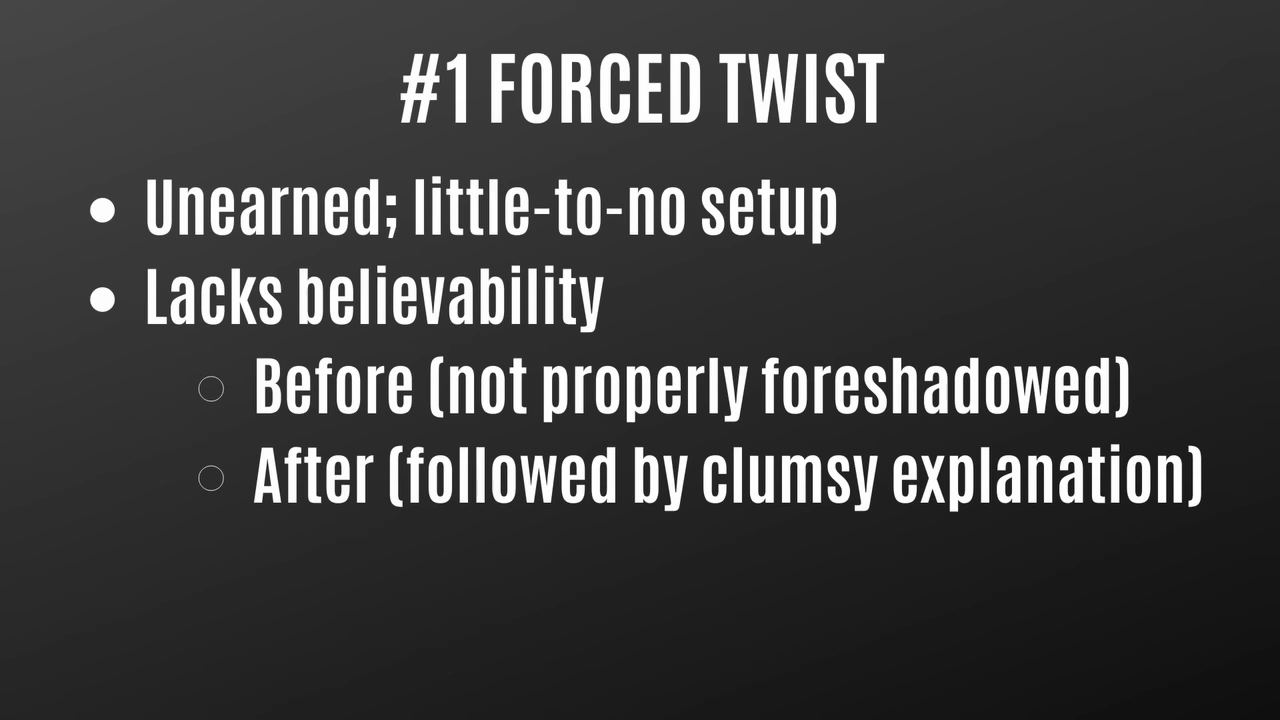 #1 FORCED TWIST
• Unearned; little-to-no setup
• Lacks believability
○ Before (not properly foreshadowed)
○ After (followed by clumsy explanation)